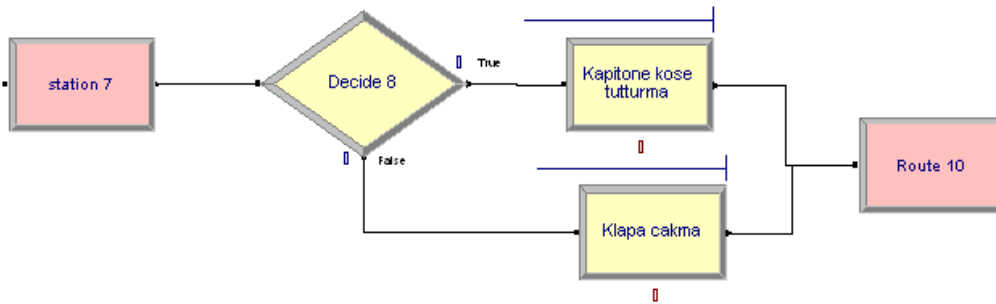 station 7
Decide 8
True
False
Kapitone kose
tutturma
Klapa cakma
Route 10